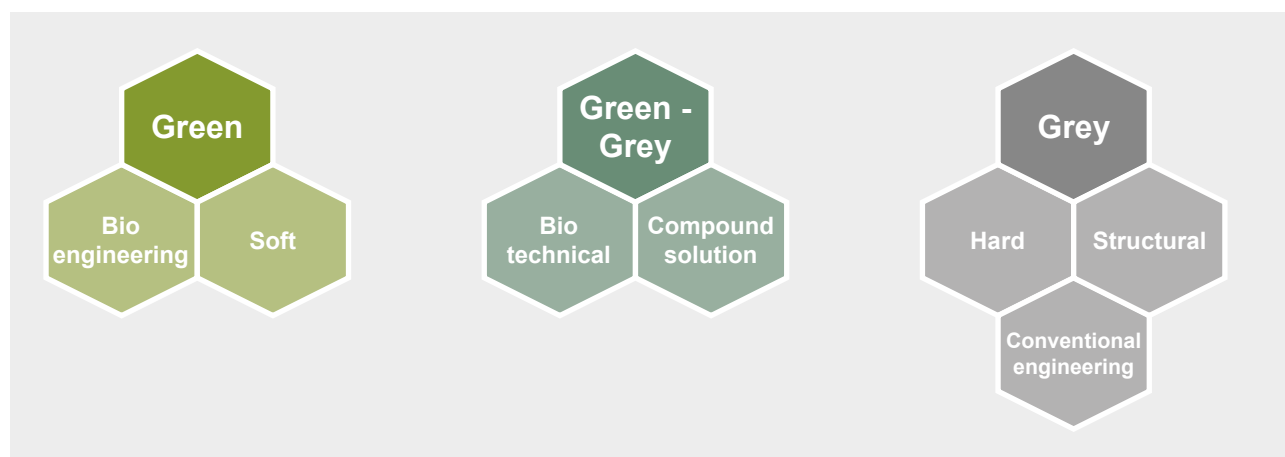 Green
Bio
engineering
Soft
Green -
Grey
Bio
technical
Compound
solution
Grey
Hard
Structural
Conventional
engineering